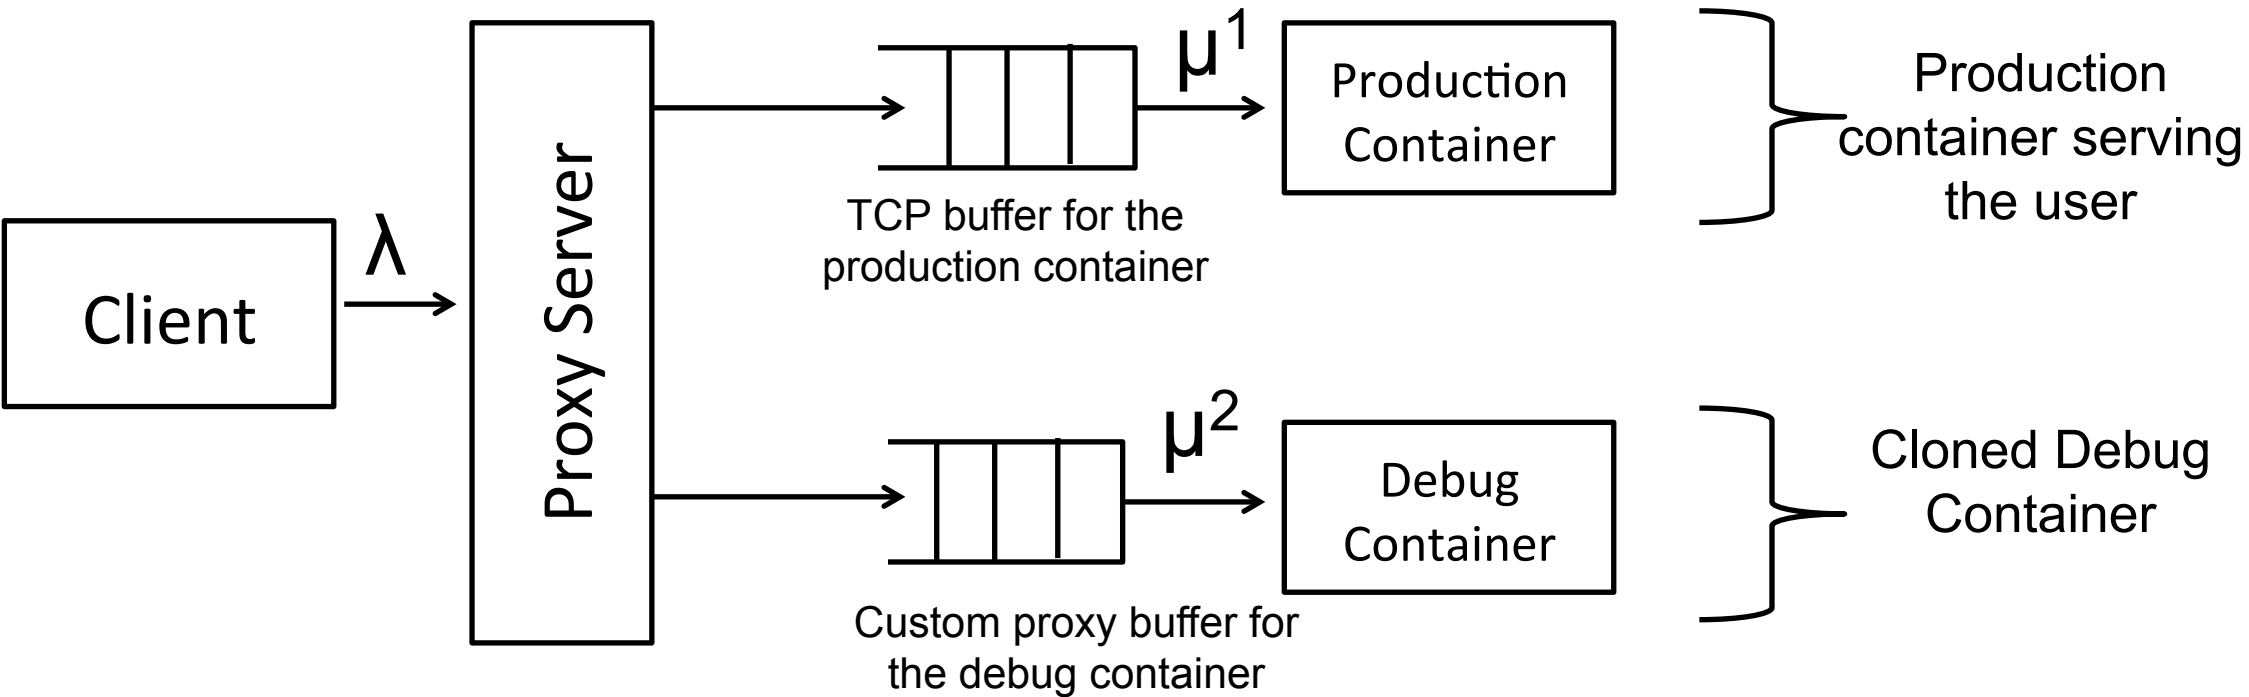 Client
λ
Proxy Server
TCP buffer for the
production container
μ1
Production
Container
Production
container serving
the user
Custom proxy buffer for
the debug container
μ2
Debug
Container
Cloned Debug
Container